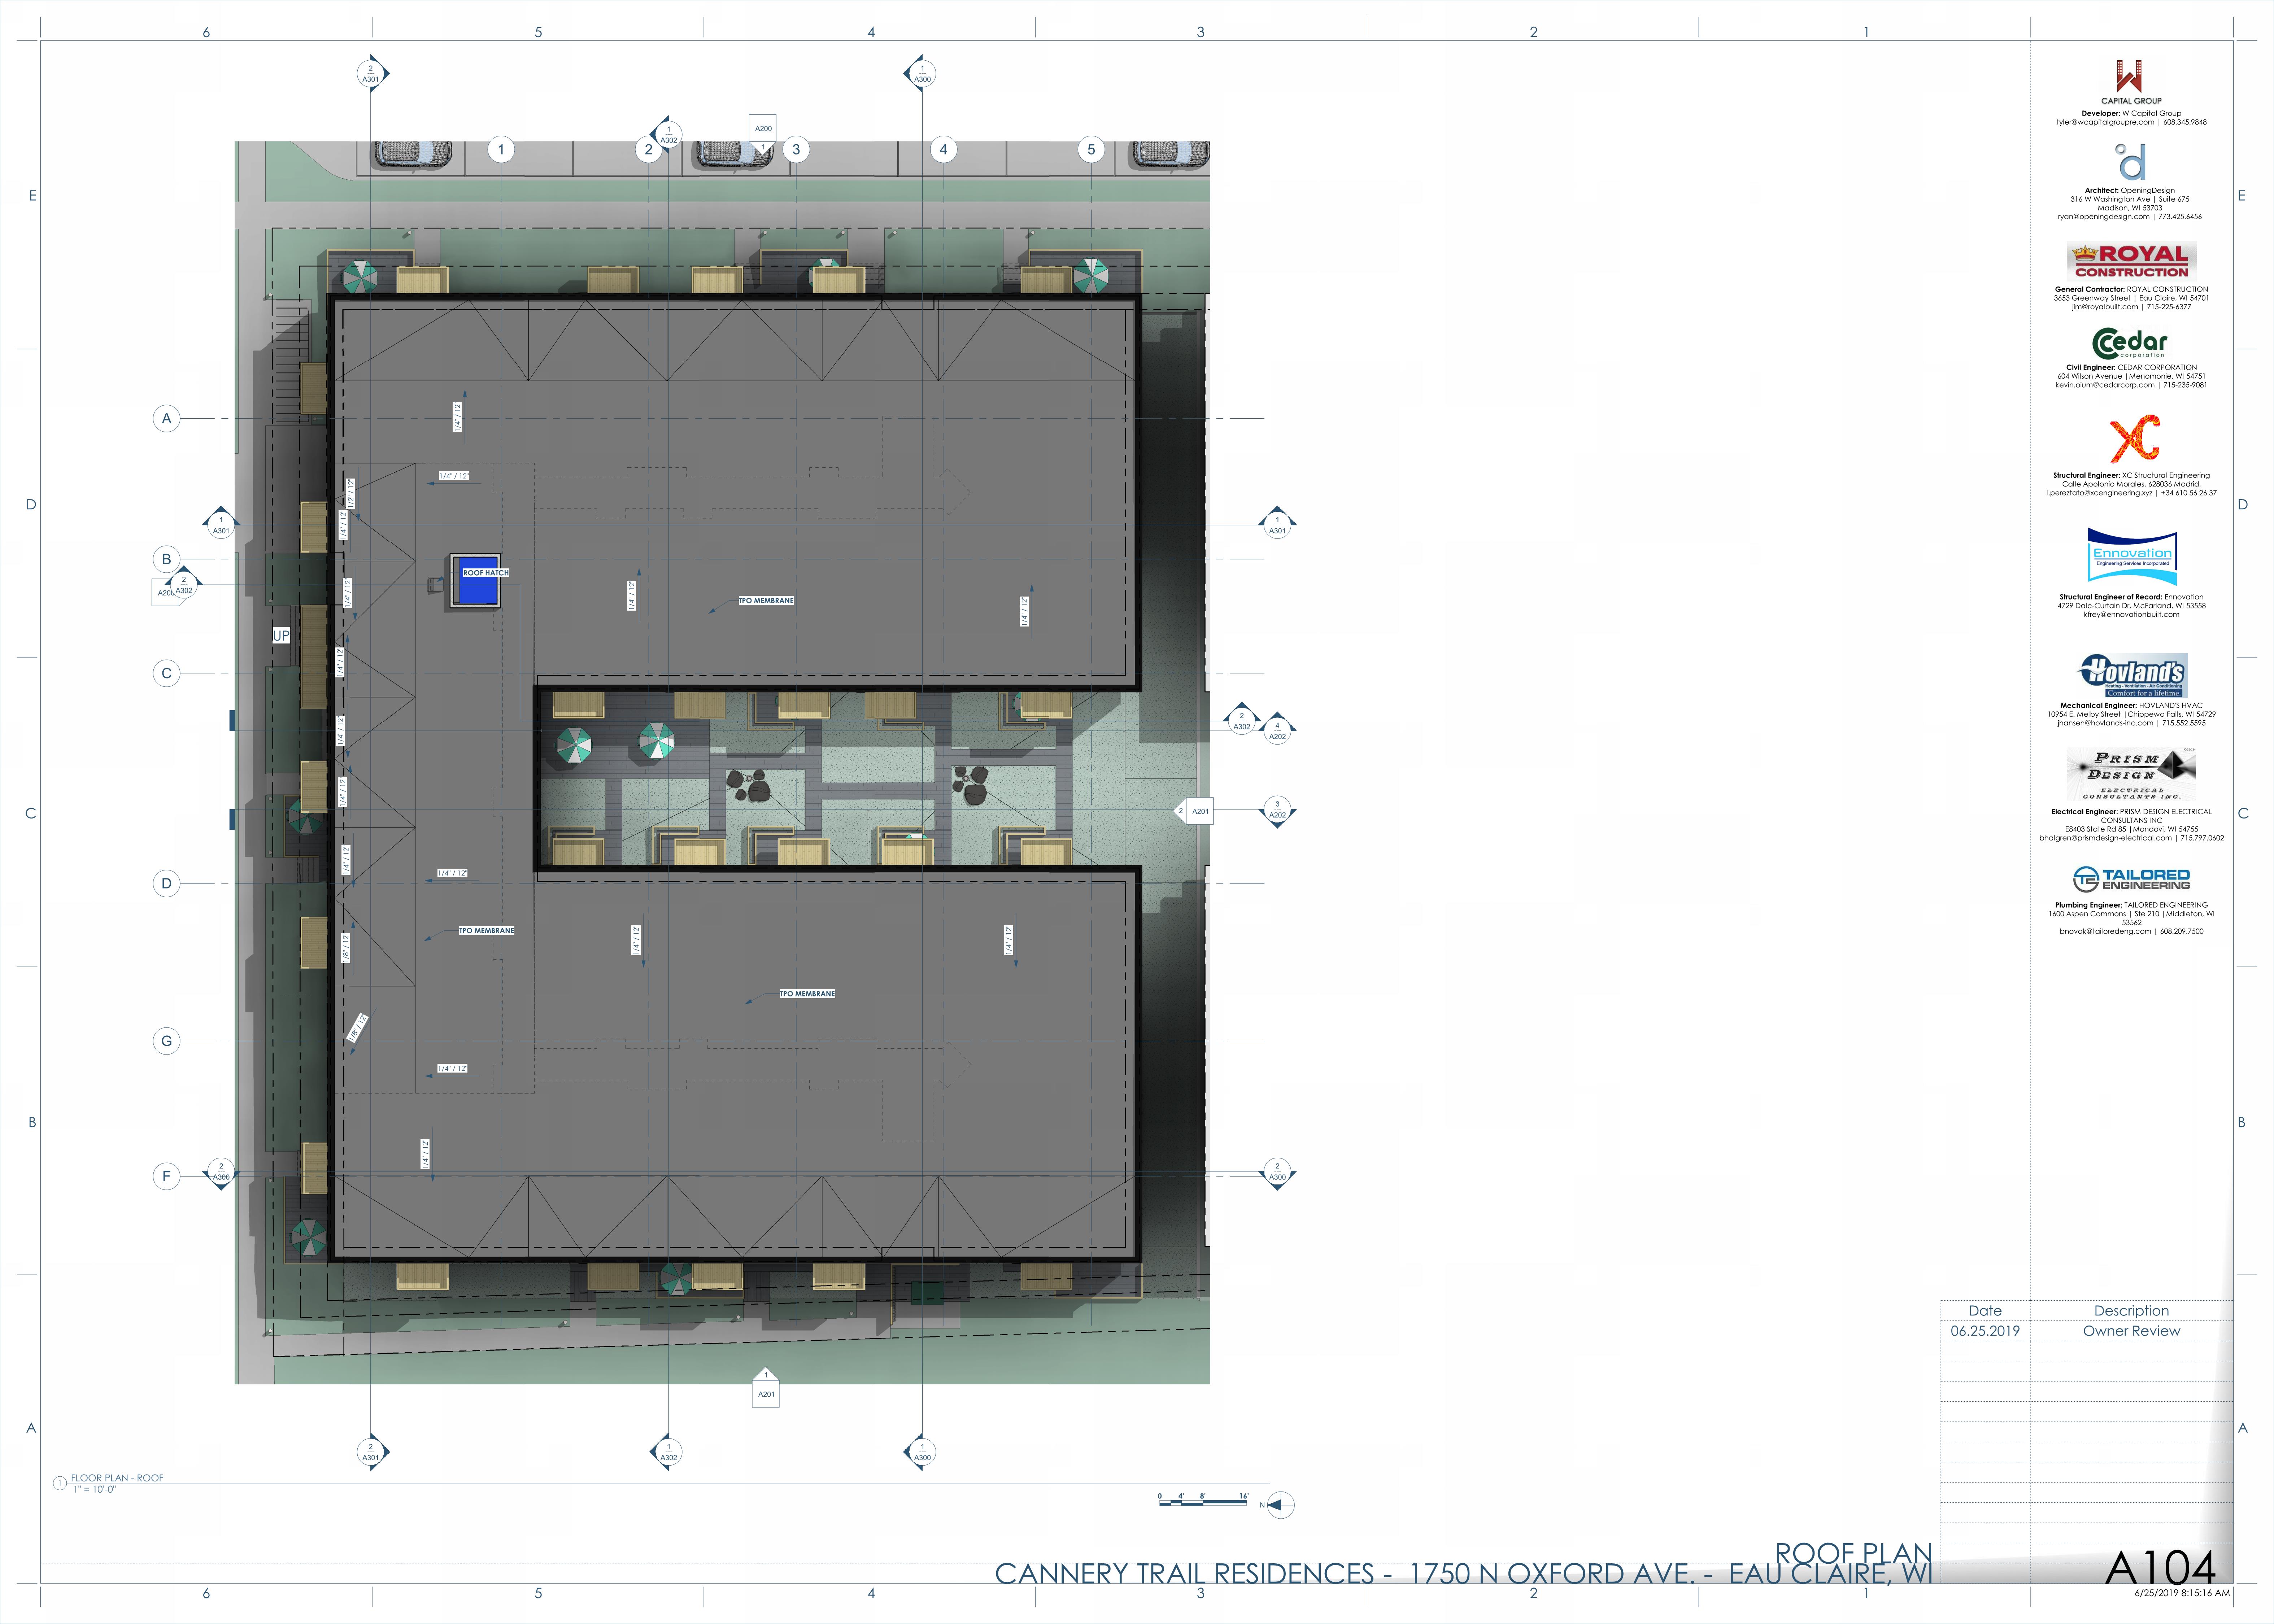 6 5 4 3 2 1
2
A301
1
A300
1
A302
A200
1
1 2 3 4 5
E
E
D
D
C
C
B
B
A
A
A
1/4" / 12"
1/4" / 12"
1/2" / 12"
1/4" / 12"
1
A301
1
A301
B
2
A302
ROOF HATCH
1/4" / 12"
1/4" / 12"
TPO MEMBRANE
1/4" / 12"
UP
1/4" / 12"
C
1/4" / 12"
2
A302
4
A202
1/4" / 12"
2
A201
3
A202
1/4" / 12"
D
1/4" / 12"
TPO MEMBRANE
1/8" / 12"
1/4" / 12"
1/4" / 12"
TPO MEMBRANE
1/8" / 12"
G
1/4" / 12"
1/4" / 12"
F
2
A300
2
A300
1
A201
2
A301
1
A302
1
A300
1
FLOOR PLAN - ROOF
1" = 10'-0"
0 4' 8' 16'
N
CAPITAL GROUP
Developer: W Capital Group
tyler@wcapitalgroupre.com | 608.345.9848
d
Architect: OpeningDesign
316 W Washington Ave | Suite 675
Madison, WI 53703
ryan@openingdesign.com | 773.425.6456
ROYAL
CONSTRUCTION
General Contractor: ROYAL CONSTRUCTION
3653 Greenway Street | Eau Claire, WI 54701
jim@royalbuilt.com | 715-225-6377
Cedar
corporation
Civil Engineer: CEDAR CORPORATION
604 Wilson Avenue |Menomonie, WI 54751
kevin.oium@cedarcorp.com | 715-235-9081
XC
Structural Engineer: XC Structural Engineering
Calle Apolonio Morales, 628036 Madrid,
l.pereztato@xcengineering.xyz | +34 610 56 26 37
Ennovation
Engineering Services Incorporated
Structural Engineer of Record: Ennovation
4729 Dale-Curtain Dr, McFarland, WI 53558
kfrey@ennovationbuilt.com
Hovland's
Heating - Ventilation - Air Conditioning
Comfort for a lifetime.
Mechanical Engineer: HOVLAND'S HVAC
10954 E. Melby Street |Chippewa Falls, WI 54729
jhansen@hovlands-inc.com | 715.552.5595
PRISM
DESIGN
ELECTRICAL
CONSULTANTS INC.
Electrical Engineer: PRISM DESIGN ELECTRICAL
CONSULTANS INC
E8403 State Rd 85 |Mondovi, WI 54755
bhalgren@prismdesign-electrical.com | 715.797.0602
TAILORED
ENGINEERING
Plumbing Engineer: TAILORED ENGINEERING
1600 Aspen Commons | Ste 210 |Middleton, WI
53562
bnovak@tailoredeng.com | 608.209.7500
Date Description
06.25.2019 Owner Review
ROOF PLAN
CANNERY TRAIL RESIDENCES - 1750 N OXFORD AVE. - EAU CLAIRE, WI
A104
6/25/2019 8:15:16 AM
6 5 4 3 2 1